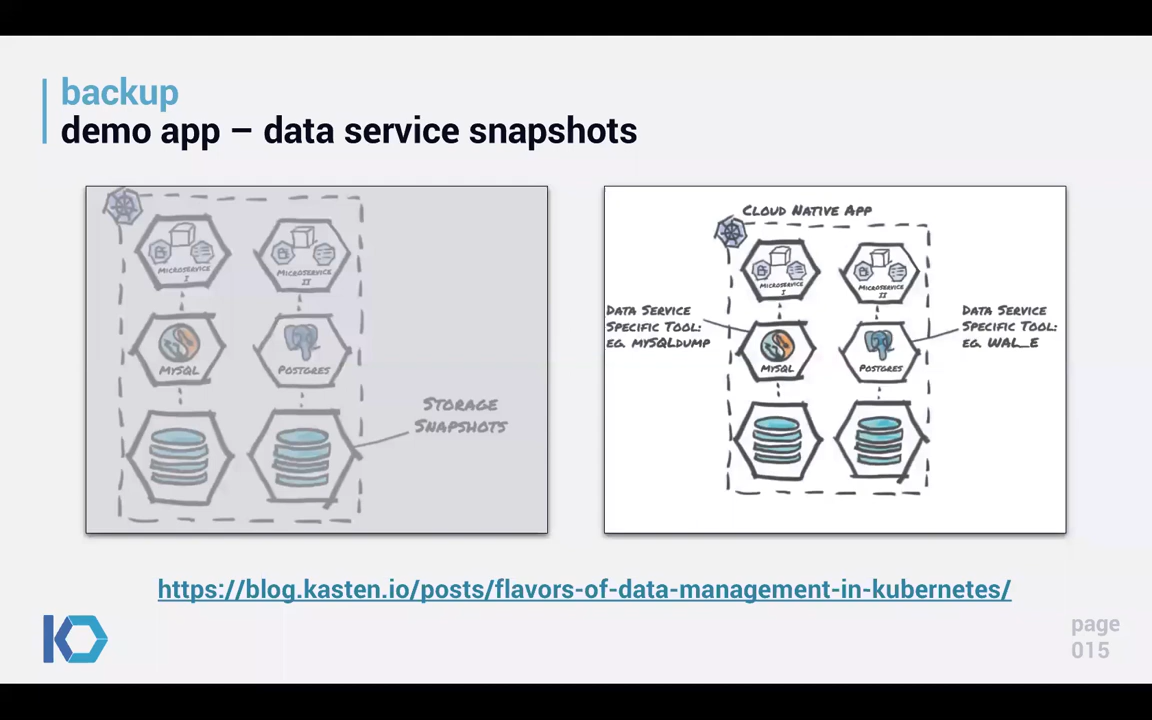 backup
demo app – data service snapshots
Microservice
I
Microservice
II
MySQL
Postgres
Storage
Snapshots
Cloud Native App
Microservice
I
Microservice
II
Data Service
Specific Tool:
eg. mySQLdump
Data Service
Specific Tool:
eg. WAL_E
MySQL
Postgres
https://blog.kasten.io/posts/flavors-of-data-management-in-kubernetes/
page
015